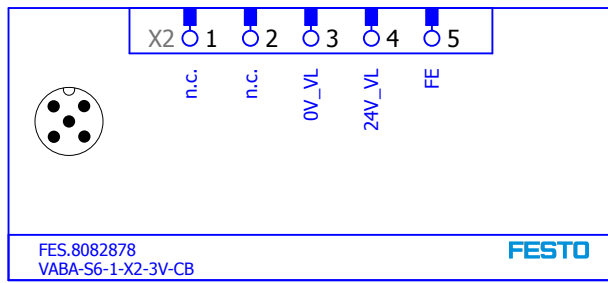 X2 1 2 3 4 5
n.c. n.c. 0V_VL 24V_VL FE
FES.8082878
VABA-S6-1-X2-3V-CB
FESTO